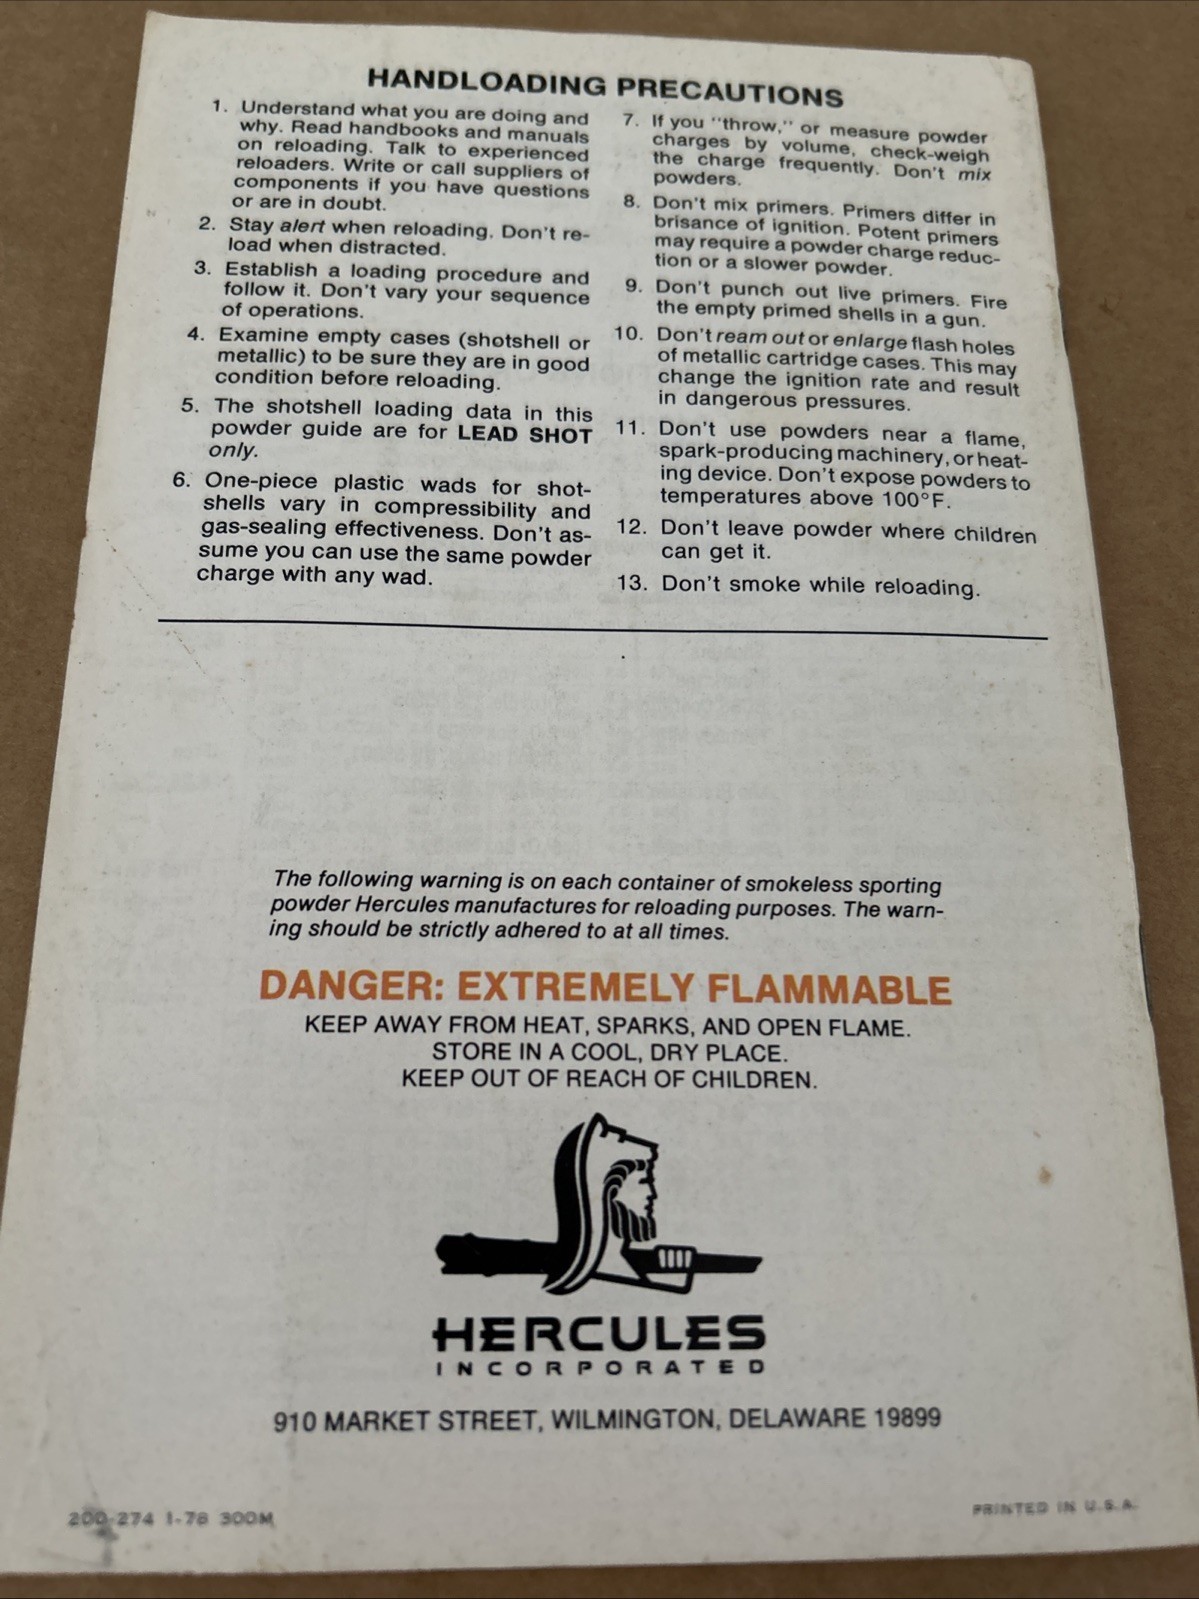 HANDLOADING PRECAUTIONS
1. Understand what you are doing and
why. Read handbooks and manuals
on reloading. Talk to experienced
reloaders. Write or call suppliers of
components if you have questions
or are in doubt.
2. Stay alert when reloading. Don't re-
load when distracted.
3. Establish a loading procedure and
follow it. Don't vary your sequence
of operations.
4. Examine empty cases (shotshell or
metallic) to be sure they are in good
condition before reloading.
5. The shotshell loading data in this
powder guide are for LEAD SHOT
only.
6. One-piece plastic wads for shot-
shells vary in compressibility and
gas-sealing effectiveness. Don't as-
sume you can use the same powder
charge with any wad.
7. If you "throw," or measure powder
charges by volume, check-weigh
the charge frequently. Don't mix
powders.
8. Don't mix primers. Primers differ in
brisance of ignition. Potent primers
may require a powder charge reduc-
tion or a slower powder.
9. Don't punch out live primers. Fire
the empty primed shells in a gun.
10. Don't ream out or enlarge flash holes
of metallic cartridge cases. This may
change the ignition rate and result
in dangerous pressures.
11. Don't use powders near a flame,
spark-producing machinery, or heat-
ing device. Don't expose powders to
temperatures above 100°F.
12. Don't leave powder where children
can get it.
13. Don't smoke while reloading.
The following warning is on each container of smokeless sporting
powder Hercules manufactures for reloading purposes. The warn-
ing should be strictly adhered to at all times.
DANGER: EXTREMELY FLAMMABLE
KEEP AWAY FROM HEAT, SPARKS, AND OPEN FLAME.
STORE IN A COOL, DRY PLACE.
KEEP OUT OF REACH OF CHILDREN.
HERCULES
INCORPORATED
910 MARKET STREET, WILMINGTON, DELAWARE 19899
200-274 1-78 300M
PRINTED IN U.S.A.